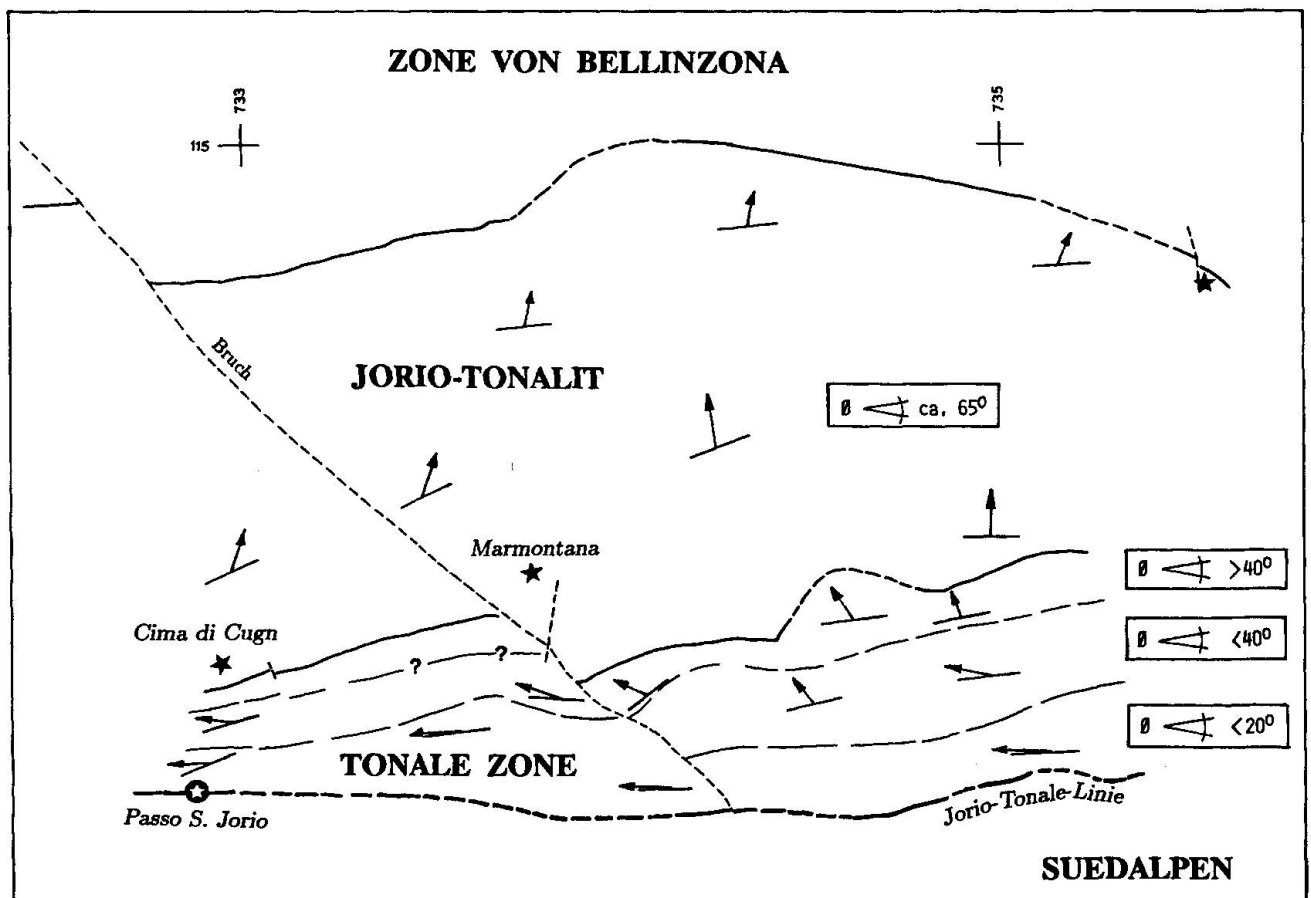 ZONE VON BELLINZONA
733
735
115
Bruch
JORIO-TONALIT
Ø ca. 65°
Marmontana
Ø >40°
Cima di Cugn
Ø <40°
? ?
Ø <20°
TONALE ZONE
Passo S. Jorio
Jorio-Tonale-Linie
SUEDALPEN